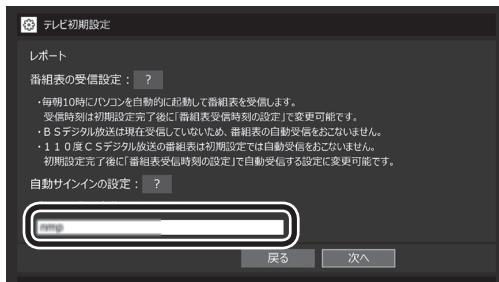 テレビ初期設定
レポート
番組表の受信設定： ?
・毎朝10時にパソコンを自動的に起動して番組表を受信します。
受信時刻は初期設定完了後に「番組表受信時刻の設定」で変更可能です。
・ＢＳデジタル放送は現在受信していないため、番組表の自動受信をおこないません。
・１１０度ＣＳデジタル放送の番組表は初期設定では自動受信をおこないません。
初期設定完了後に「番組表受信時刻の設定」で自動受信する設定に変更可能です。
自動サインインの設定： ?
戻る 次へ